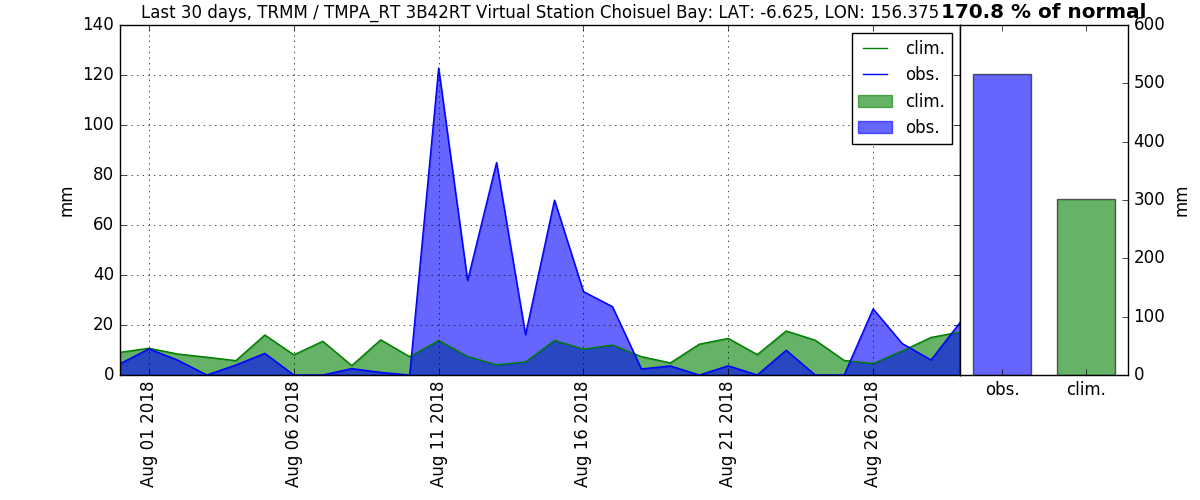 Last 30 days, TRMM / TMPA_RT 3B42RT Virtual Station Choisuel Bay: LAT: -6.625, LON: 156.375 170.8 % of normal
140
120
100
80
60
40
20
0
mm
clim.
obs.
clim.
obs.
Aug 01 2018
Aug 06 2018
Aug 11 2018
Aug 16 2018
Aug 21 2018
Aug 26 2018
600
500
400
300
200
100
0
mm
obs.
clim.